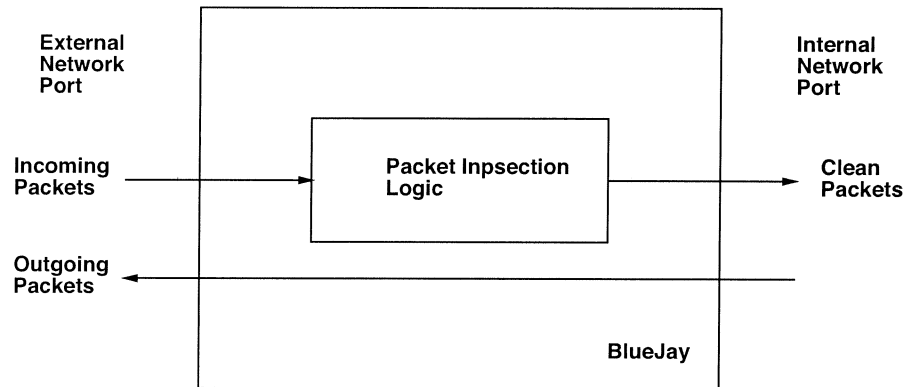 External
Network
Port
Internal
Network
Port
Incoming
Packets
Packet Inpsection
Logic
Clean
Packets
Outgoing
Packets
BlueJay